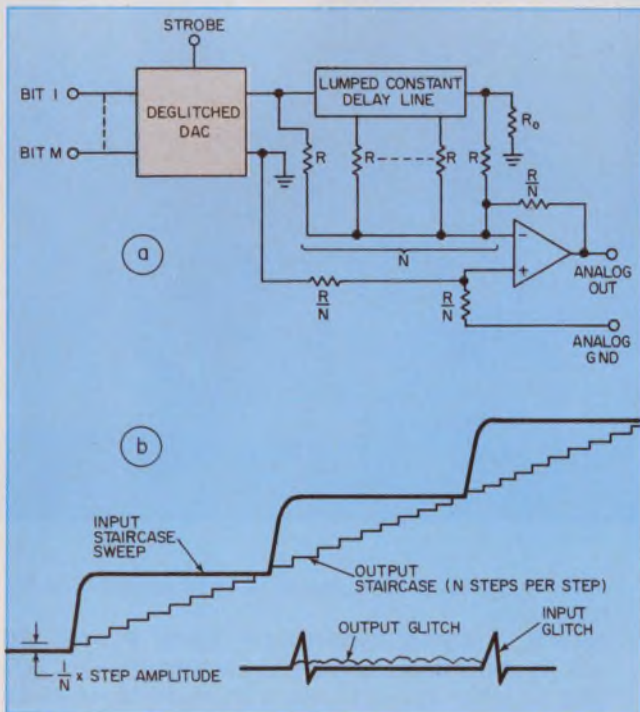 STROBE
BIT I
DEGLITCHED
DAC
LUMPED CONSTANT
DELAY LINE
R₀
BIT M
R
R
R
R
R/N
a
N
−
+
ANALOG
OUT
R/N
R/N
ANALOG
GND
b
INPUT
STAIRCASE
SWEEP
OUTPUT
STAIRCASE (N STEPS PER STEP)
OUTPUT GLITCH
INPUT
GLITCH
1/N x STEP AMPLITUDE